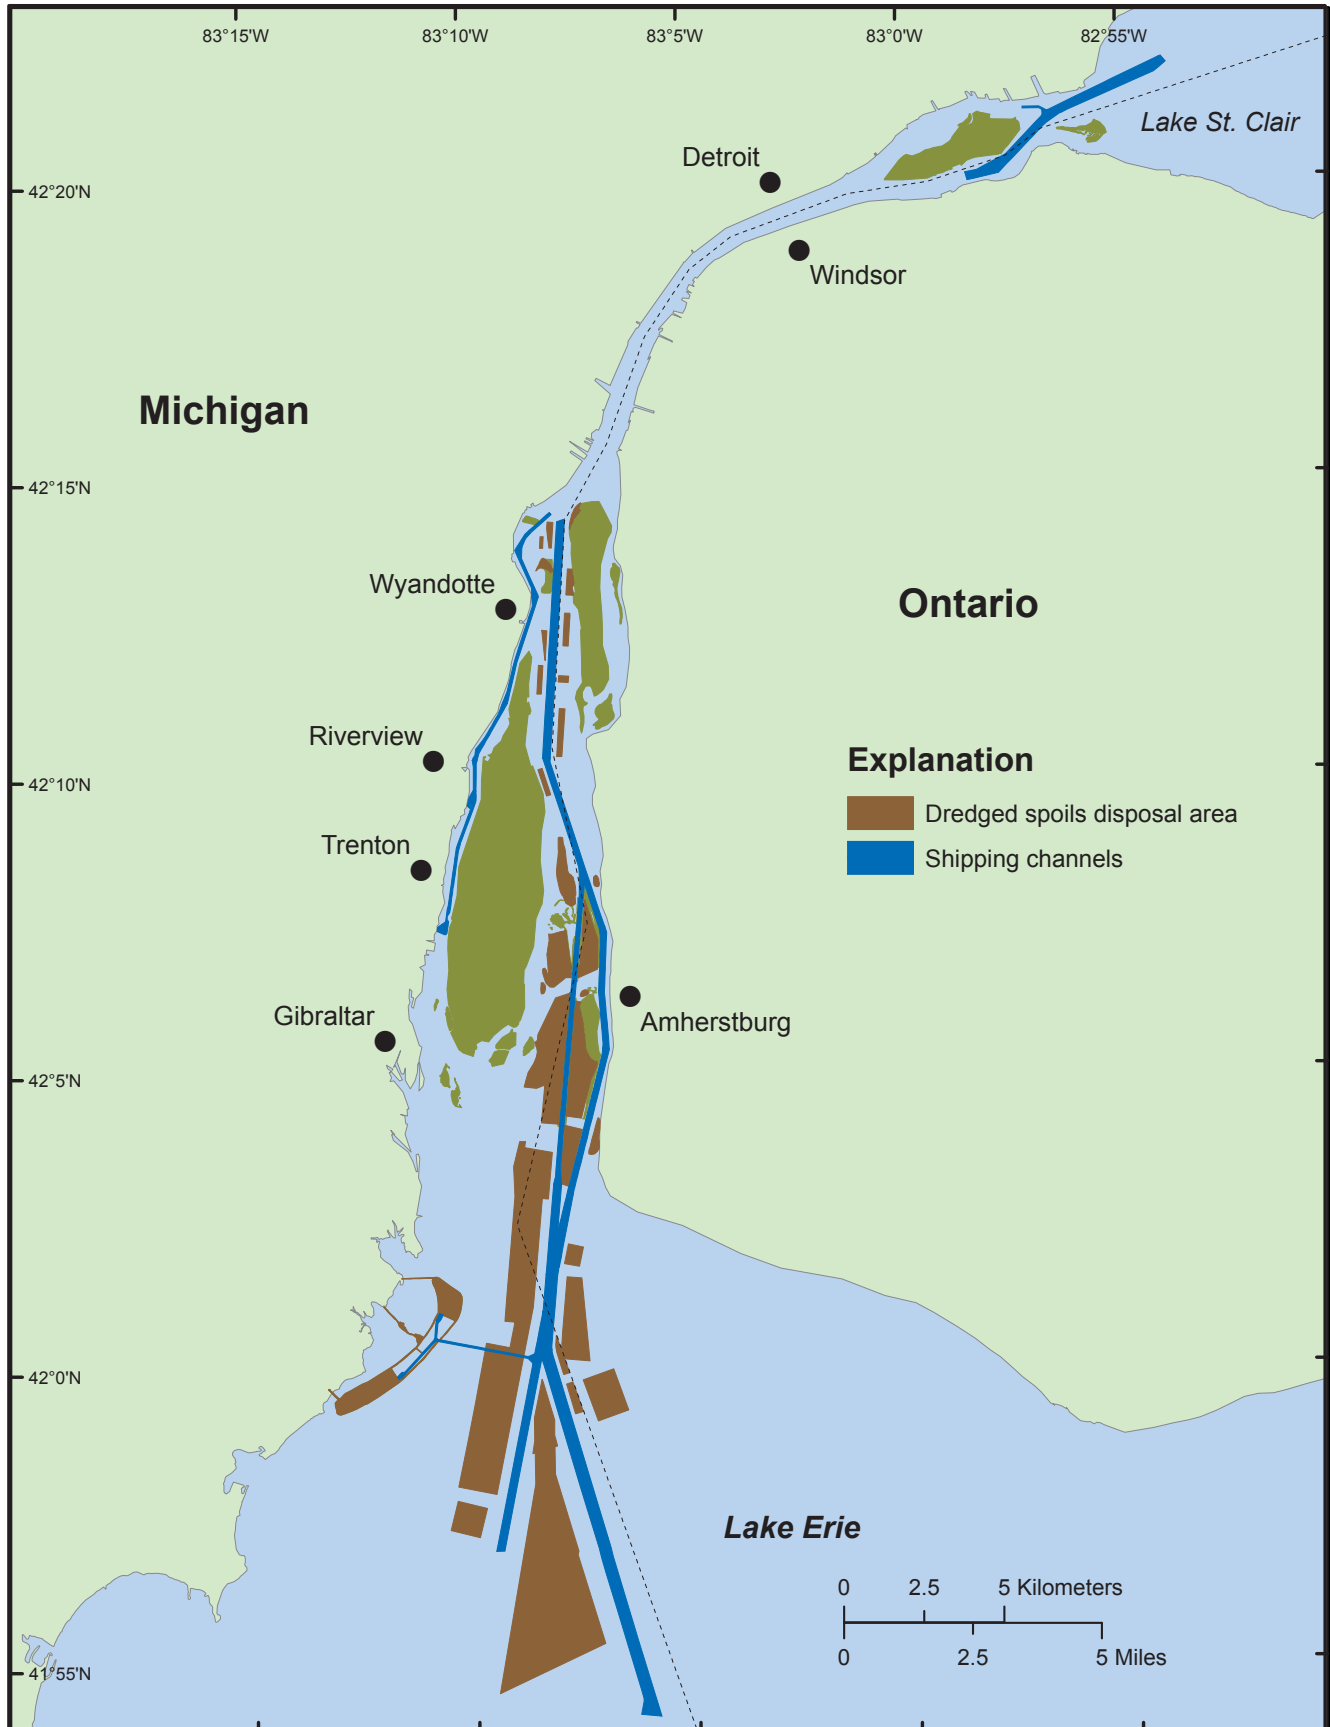 83°15'W 83°10'W 83°5'W 83°0'W 82°55'W
Lake St. Clair
Detroit
42°20'N
Windsor
Michigan
42°15'N
Wyandotte
Ontario
Riverview
Explanation
42°10'N
Dredged spoils disposal area
Trenton
Shipping channels
Gibraltar
Amherstburg
42°5'N
42°0'N
Lake Erie
0 2.5 5 Kilometers
0 2.5 5 Miles
41°55'N